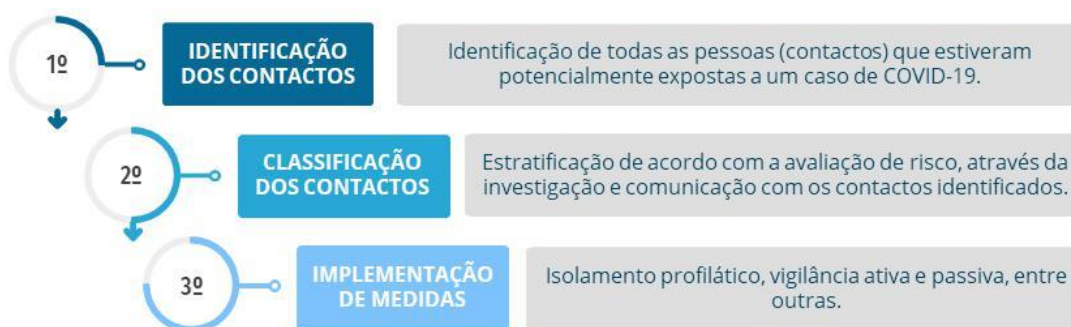 1º
IDENTIFICAÇÃO
DOS CONTACTOS
Identificação de todas as pessoas (contactos) que estiveram
potencialmente expostas a um caso de COVID-19.
2º
CLASSIFICAÇÃO
DOS CONTACTOS
Estratificação de acordo com a avaliação de risco, através da
investigação e comunicação com os contactos identificados.
3º
IMPLEMENTAÇÃO
DE MEDIDAS
Isolamento profilático, vigilância ativa e passiva, entre
outras.